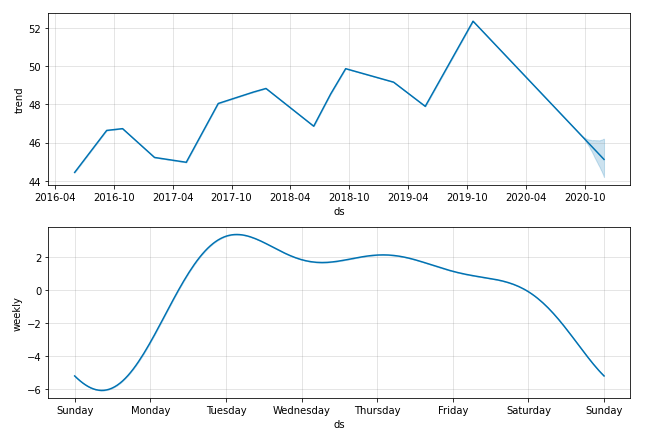 52
50
48
46
44
trend
2016-04 2016-10 2017-04 2017-10 2018-04 2018-10 2019-04 2019-10 2020-04 2020-10
ds
2
0
−2
−4
−6
weekly
Sunday Monday Tuesday Wednesday Thursday Friday Saturday Sunday
ds